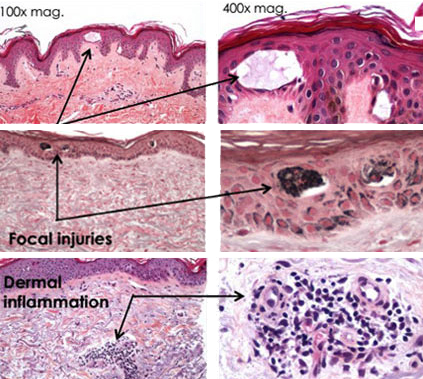 100x mag.
400x mag.
Focal injuries
Dermal
inflammation